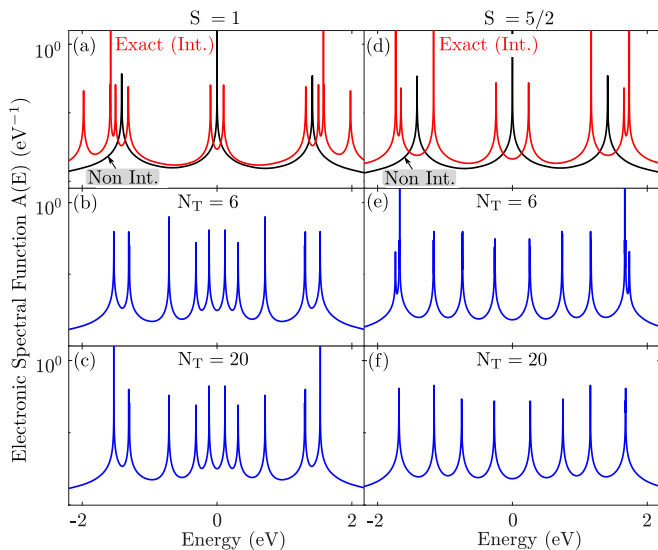 S = 1
S = 5/2
Electronic Spectral Function A(E) (eV⁻¹)
10⁰
(a)
Exact (Int.)
Non Int.
(d)
Exact (Int.)
Non Int.
10⁰
(b)
N_T = 6
(e)
N_T = 6
10⁰
(c)
N_T = 20
(f)
N_T = 20
-2 0 2
-2 0 2
Energy (eV)
Energy (eV)